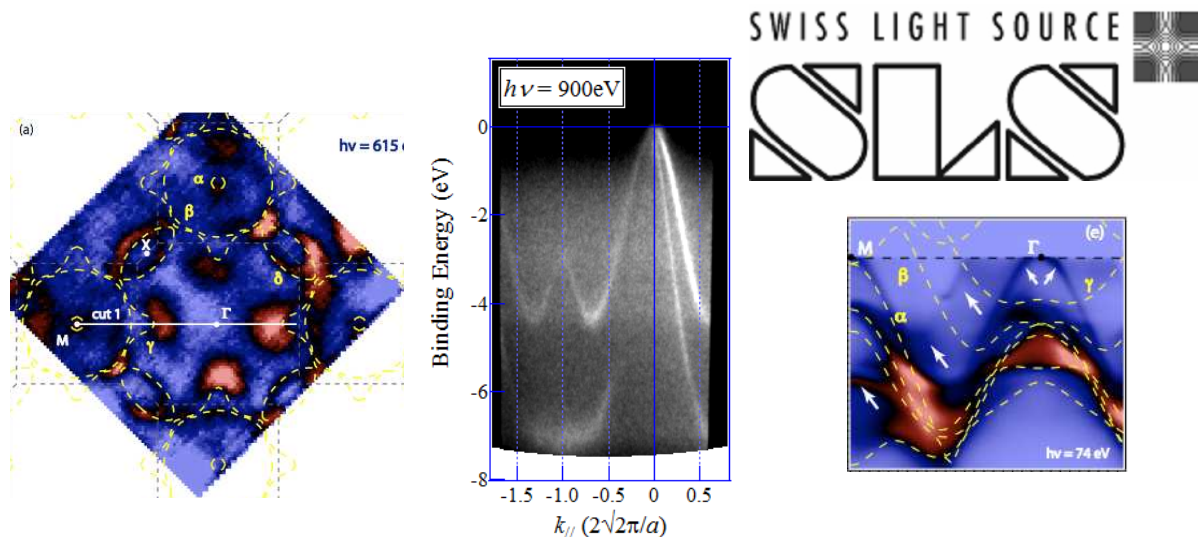 (a)
hν = 615 e
α
β
X
δ
cut 1
Γ
M
γ
hν = 900eV
0
-2
-4
-6
-8
Binding Energy (eV)
-1.5 -1.0 -0.5 0 0.5
k// (2√2π/a)
SWISS LIGHT SOURCE
SLS
M
Γ
(e)
β
γ
α
hν = 74 eV